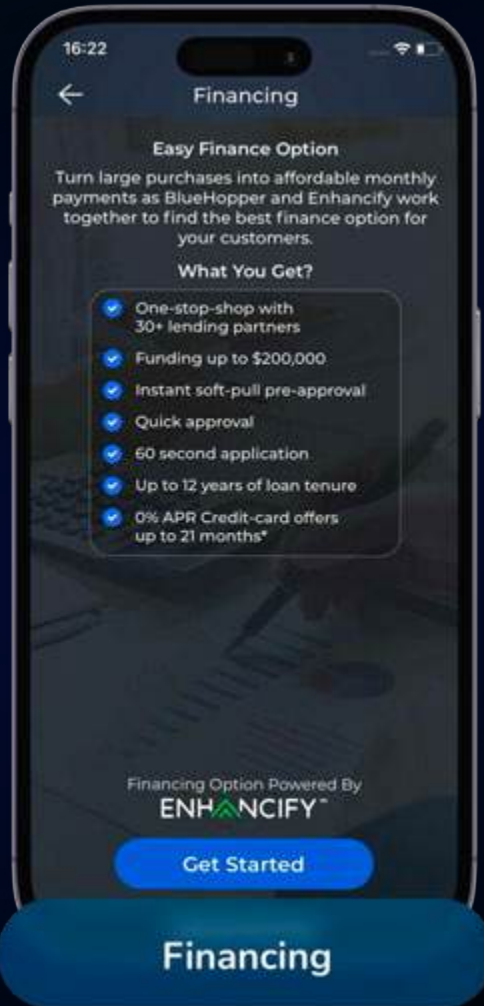 16:22
Financing
Easy Finance Option
Turn large purchases into affordable monthly
payments as BlueHopper and Enhancify work
together to find the best finance option for
your customers.
What You Get?
One-stop-shop with
30+ lending partners
Funding up to $200,000
Instant soft-pull pre-approval
Quick approval
60 second application
Up to 12 years of loan tenure
0% APR Credit-card offers
up to 21 months*
Financing Option Powered By
ENHANCIFY™
Get Started
Financing